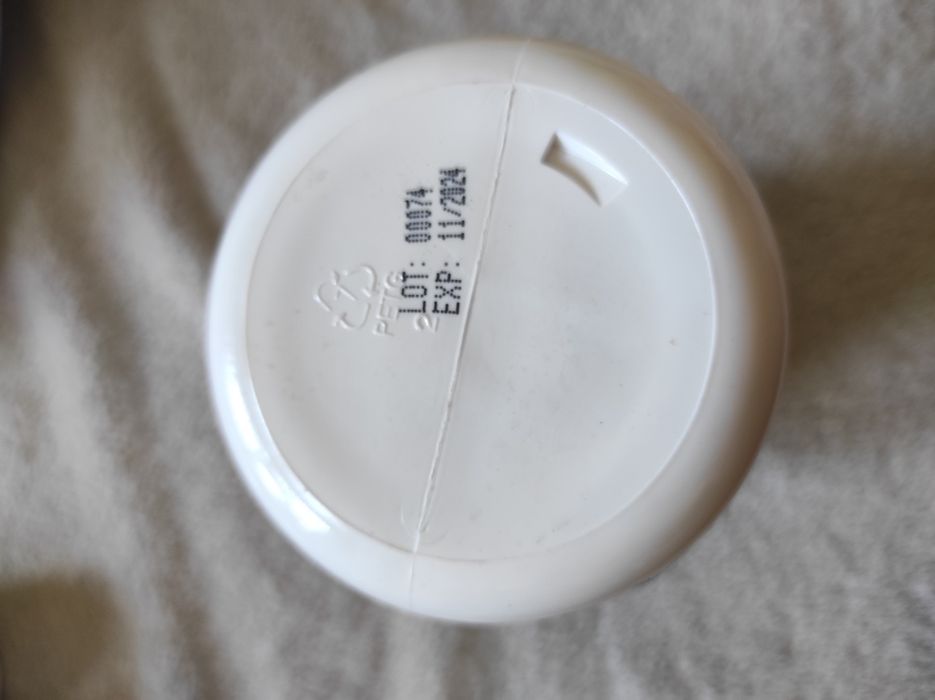 LOT: 00074
EXP: 11/2024
PETG
2